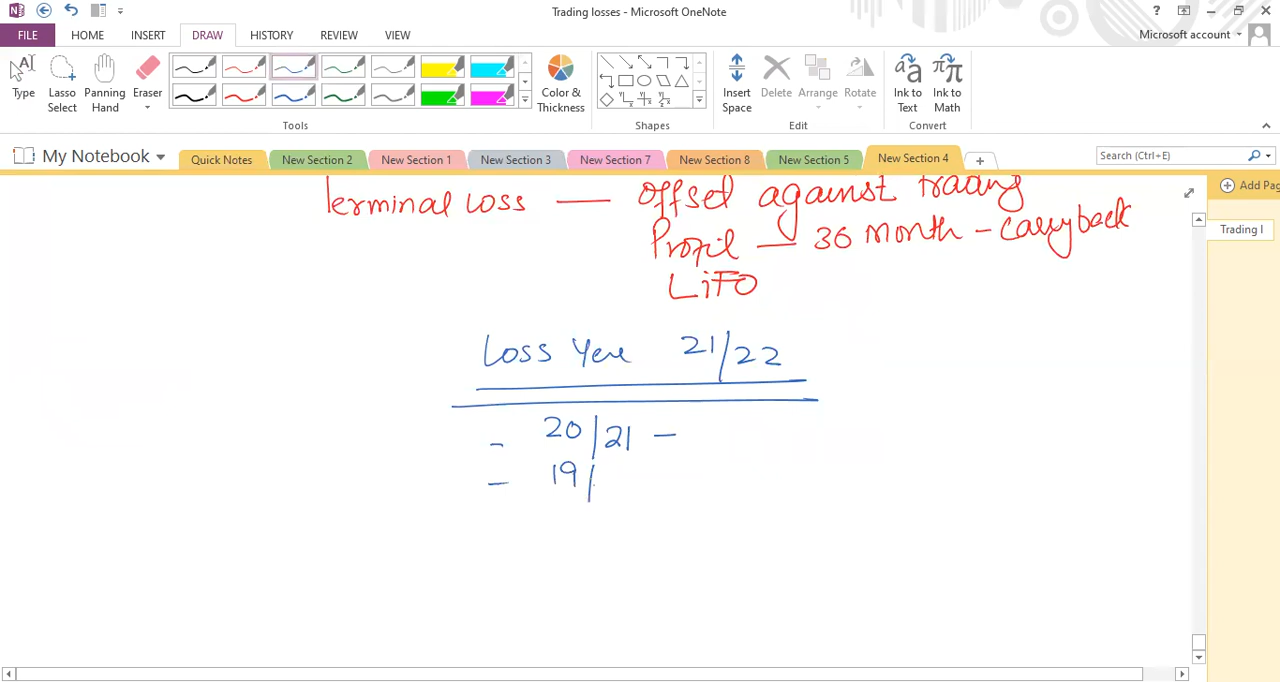 Trading losses - Microsoft OneNote
Microsoft account
FILE HOME INSERT DRAW HISTORY REVIEW VIEW
Type Lasso Select Panning Hand Eraser Color & Thickness Insert Space Delete Arrange Rotate Ink to Text Ink to Math
Tools Shapes Edit Convert
My Notebook Quick Notes New Section 2 New Section 1 New Section 3 New Section 7 New Section 8 New Section 5 New Section 4 Search (Ctrl+E)
Add Pag
Trading l
Terminal loss — offset against trading
Profit — 36 month - carryback
LiFO
Loss Year 21/22
= 20/21 —
= 19/